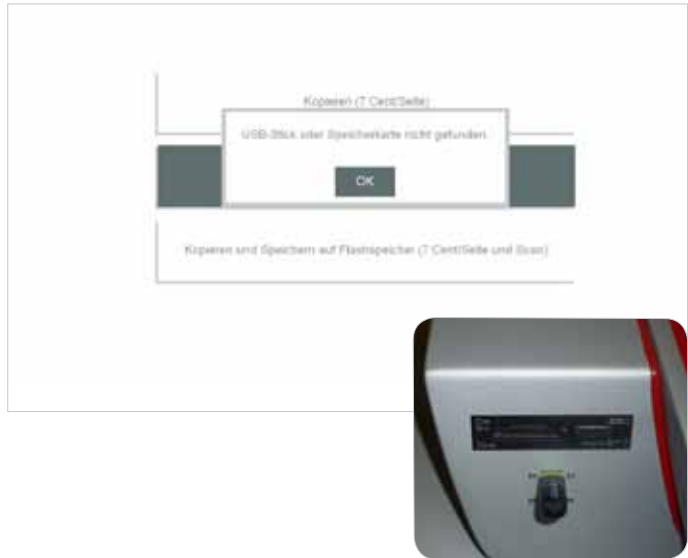 Kopieren (7 Cent/Seite)
USB-Stick oder Speicherkarte nicht gefunden
OK
Kopieren und Speichern auf Flashspeicher (7 Cent/Seite und Scan)